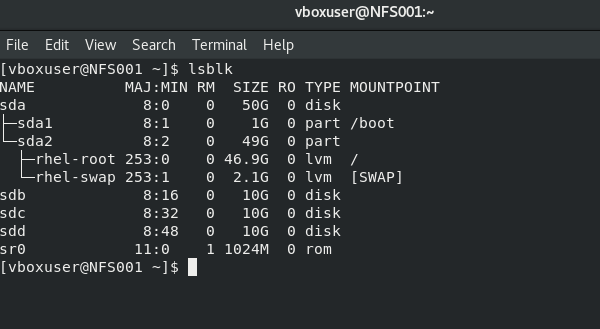 vboxuser@NFS001:~
File Edit View Search Terminal Help
[vboxuser@NFS001 ~]$ lsblk
NAME          MAJ:MIN RM  SIZE RO TYPE MOUNTPOINT
sda             8:0    0   50G  0 disk
├─sda1          8:1    0    1G  0 part /boot
└─sda2          8:2    0   49G  0 part
  ├─rhel-root 253:0    0 46.9G  0 lvm  /
  └─rhel-swap 253:1    0  2.1G  0 lvm  [SWAP]
sdb             8:16   0   10G  0 disk
sdc             8:32   0   10G  0 disk
sdd             8:48   0   10G  0 disk
sr0            11:0    1 1024M  0 rom
[vboxuser@NFS001 ~]$